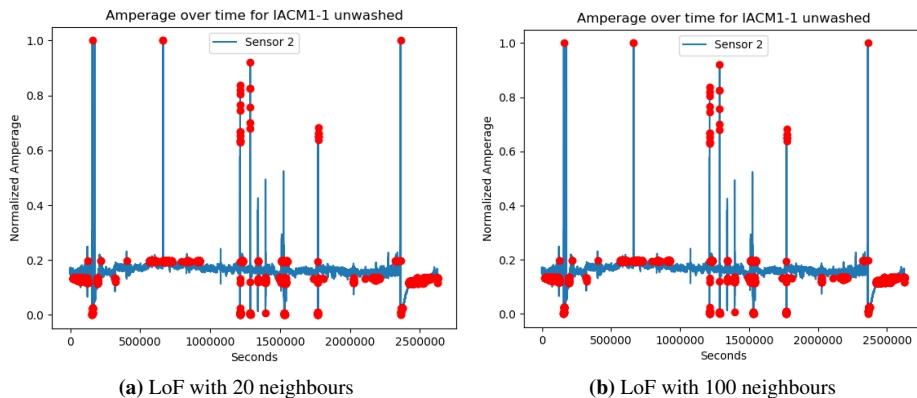 Amperage over time for IACM1-1 unwashed
Sensor 2
Normalized Amperage
1.0
0.8
0.6
0.4
0.2
0.0
0 500000 1000000 1500000 2000000 2500000
Seconds
(a) LoF with 20 neighbours
Amperage over time for IACM1-1 unwashed
Sensor 2
Normalized Amperage
1.0
0.8
0.6
0.4
0.2
0.0
0 500000 1000000 1500000 2000000 2500000
Seconds
(b) LoF with 100 neighbours